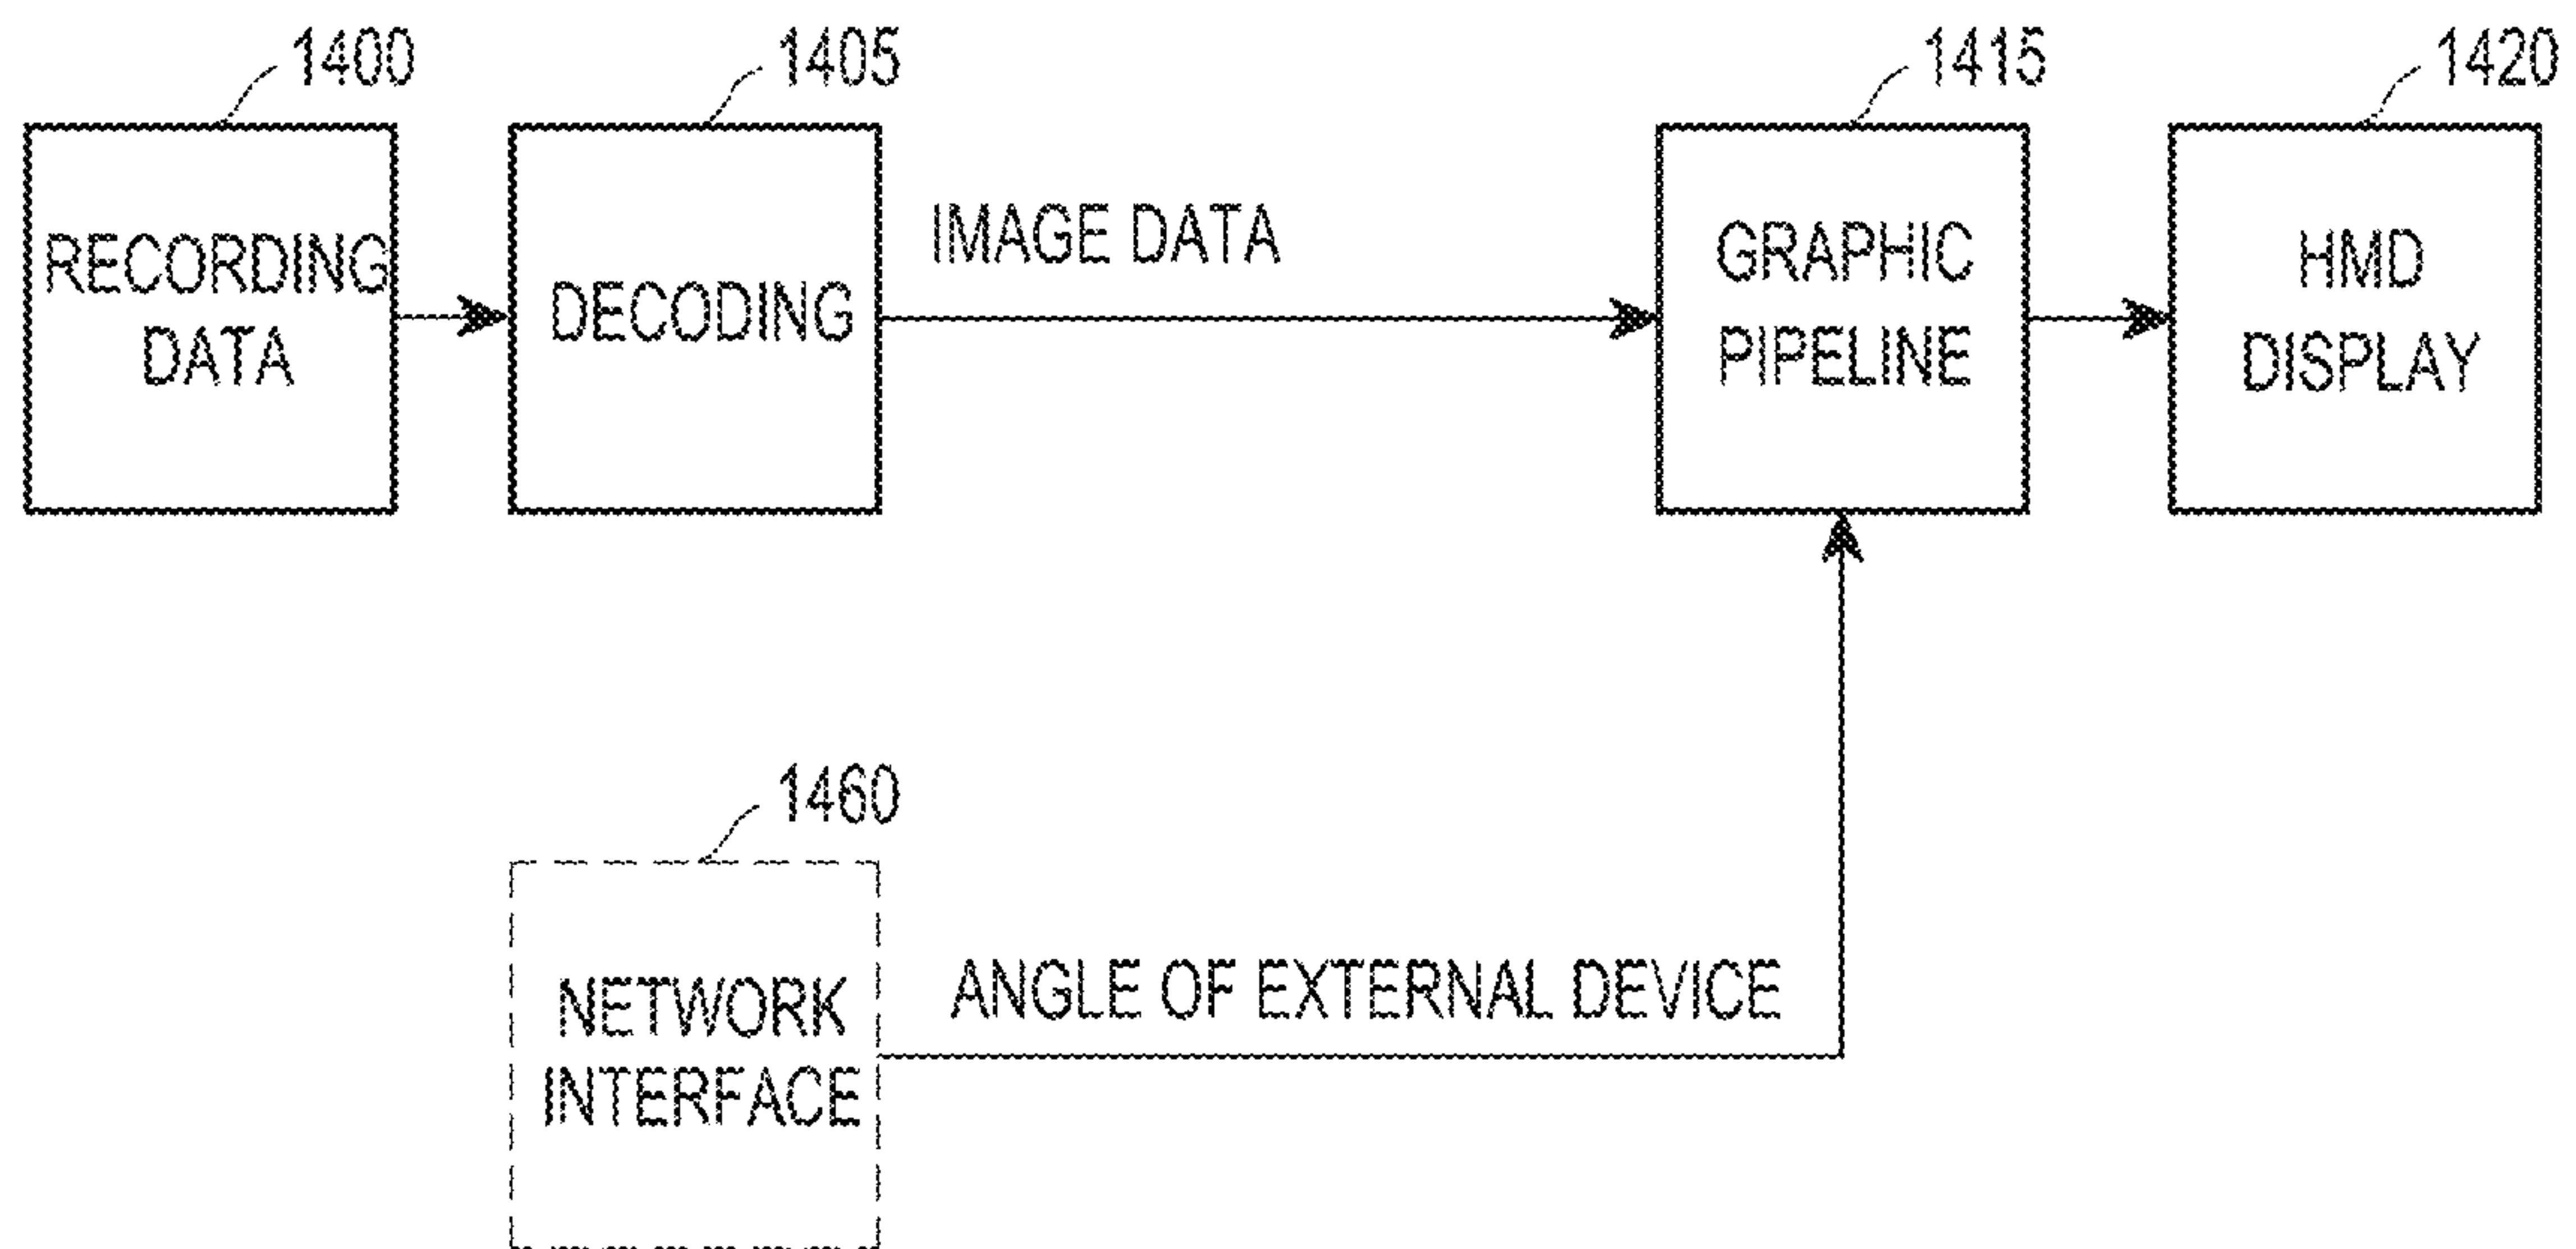 1400
1405
1415
1420
RECORDING
DATA
DECODING
IMAGE DATA
GRAPHIC
PIPELINE
HMD
DISPLAY
1460
NETWORK
INTERFACE
ANGLE OF EXTERNAL DEVICE